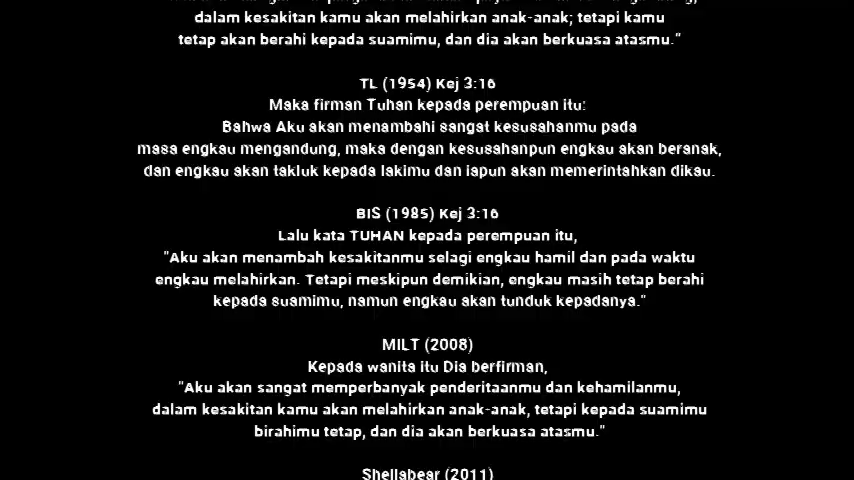 dalam kesakitan kamu akan melahirkan anak-anak; tetapi kamu
tetap akan berahi kepada suamimu, dan dia akan berkuasa atasmu."
TL (1954) Kej 3:16
Maka firman Tuhan kepada perempuan itu:
Bahwa Aku akan menambahi sangat kesusahanmu pada
masa engkau mengandung, maka dengan kesusahanpun engkau akan beranak,
dan engkau akan takluk kepada lakimu dan iapun akan memerintahkan dikau.
BIS (1985) Kej 3:16
Lalu kata TUHAN kepada perempuan itu,
"Aku akan menambah kesakitanmu selagi engkau hamil dan pada waktu
engkau melahirkan. Tetapi meskipun demikian, engkau masih tetap berahi
kepada suamimu, namun engkau akan tunduk kepadanya."
MILT (2008)
Kepada wanita itu Dia berfirman,
"Aku akan sangat memperbanyak penderitaanmu dan kehamilanmu,
dalam kesakitan kamu akan melahirkan anak-anak, tetapi kepada suamimu
birahimu tetap, dan dia akan berkuasa atasmu."
Shellabear (2011)